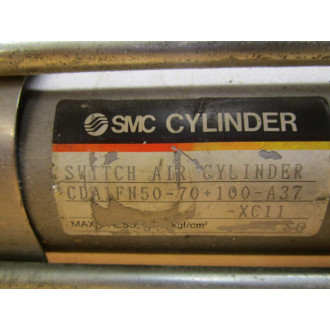 SMC CYLINDER
SWITCH AIR CYLINDER
CDA1FN50-70+100-A37
-XC11
MAX. kgf/cm²